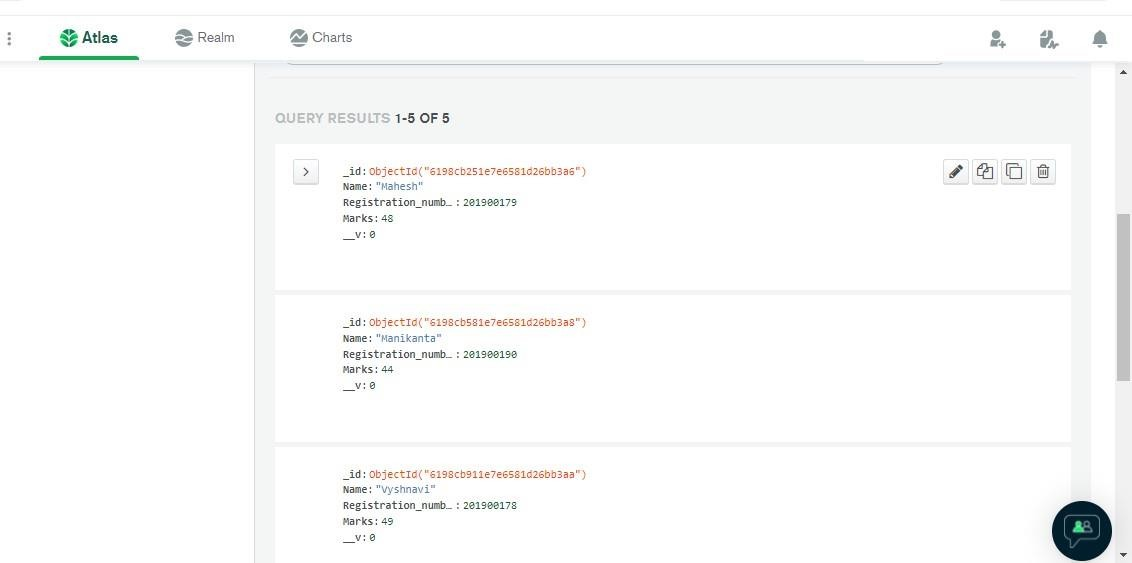 Atlas
Realm
Charts
QUERY RESULTS 1-5 OF 5
_id: ObjectId("6198cb251e7e6581d26bb3a6")
Name: "Mahesh"
Registration_numb… : 201900179
Marks: 48
__v: 0
_id: ObjectId("6198cb581e7e6581d26bb3a8")
Name: "Manikanta"
Registration_numb… : 201900190
Marks: 44
__v: 0
_id: ObjectId("6198cb911e7e6581d26bb3aa")
Name: "Vyshnavi"
Registration_numb… : 201900178
Marks: 49
__v: 0